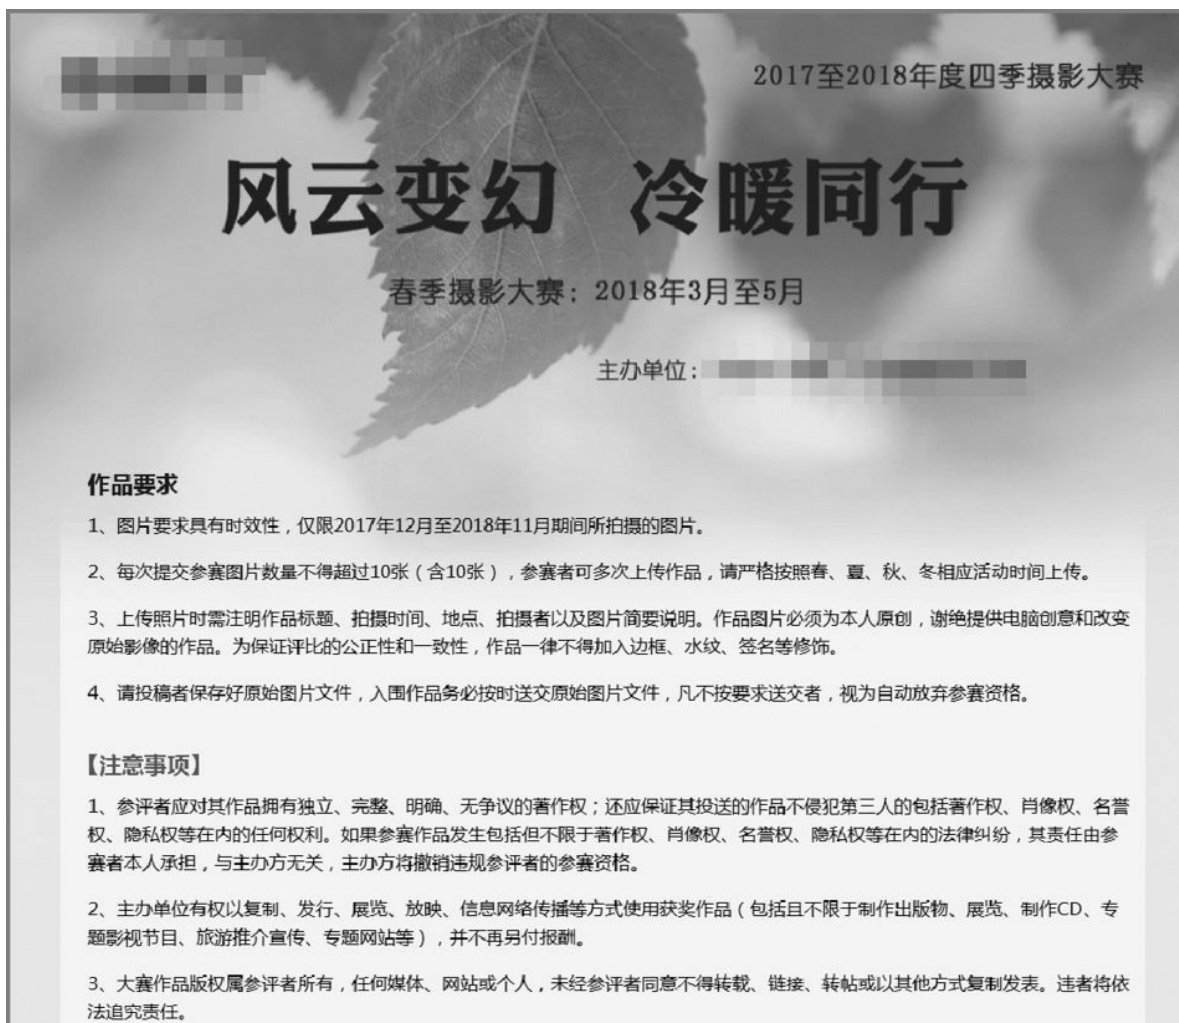 2017至2018年度四季摄影大赛
风云变幻 冷暖同行
春季摄影大赛：2018年3月至5月
主办单位：
作品要求
1、图片要求具有时效性，仅限2017年12月至2018年11月期间所拍摄的图片。
2、每次提交参赛图片数量不得超过10张（含10张），参赛者可多次上传作品，请严格按照春、夏、秋、冬相应活动时间上传。
3、上传照片时需注明作品标题、拍摄时间、地点、拍摄者以及图片简要说明。作品图片必须为本人原创，谢绝提供电脑创意和改变
原始影像的作品。为保证评比的公正性和一致性，作品一律不得加入边框、水纹、签名等修饰。
4、请投稿者保存好原始图片文件，入围作品务必按时送交原始图片文件，凡不按要求送交者，视为自动放弃参赛资格。
【注意事项】
1、参评者应对其作品拥有独立、完整、明确、无争议的著作权；还应保证其投送的作品不侵犯第三人的包括著作权、肖像权、名誉
权、隐私权等在内的任何权利。如果参赛作品发生包括但不限于著作权、肖像权、名誉权、隐私权等在内的法律纠纷，其责任由参
赛者本人承担，与主办方无关，主办方将撤销违规参评者的参赛资格。
2、主办单位有权以复制、发行、展览、放映、信息网络传播等方式使用获奖作品（包括且不限于制作出版物、展览、制作CD、专
题影视节目、旅游推介宣传、专题网站等），并不再另付报酬。
3、大赛作品版权属参评者所有，任何媒体、网站或个人，未经参评者同意不得转载、链接、转帖或以其他方式复制发表。违者将依
法追究责任。